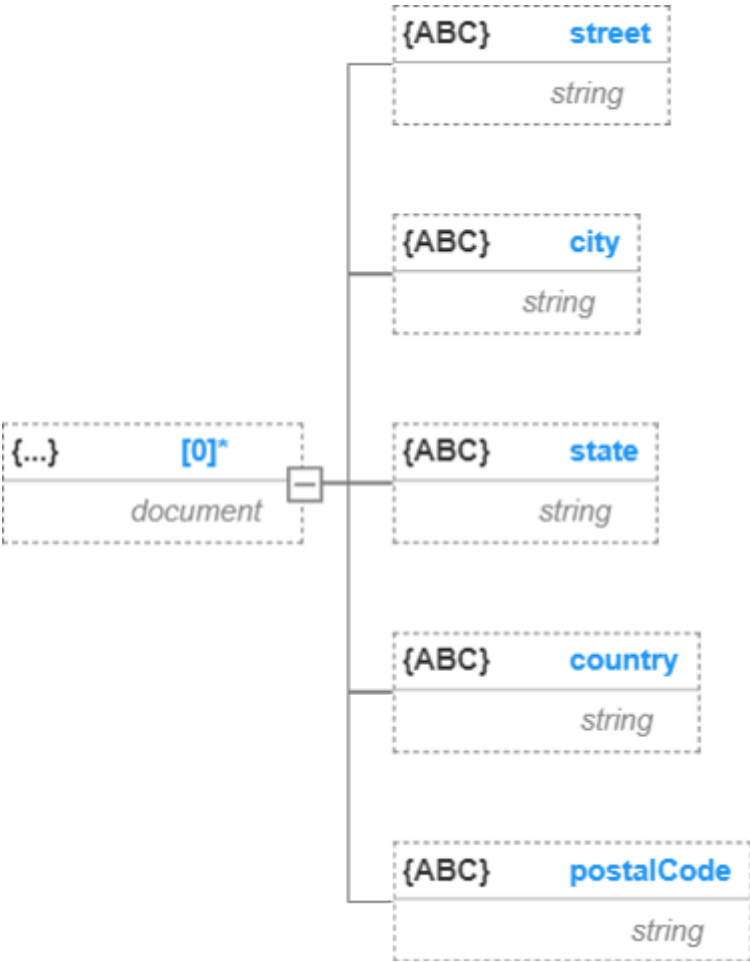 {ABC} street
string
{ABC} city
string
{...} [0]*
document
{ABC} state
string
{ABC} country
string
{ABC} postalCode
string